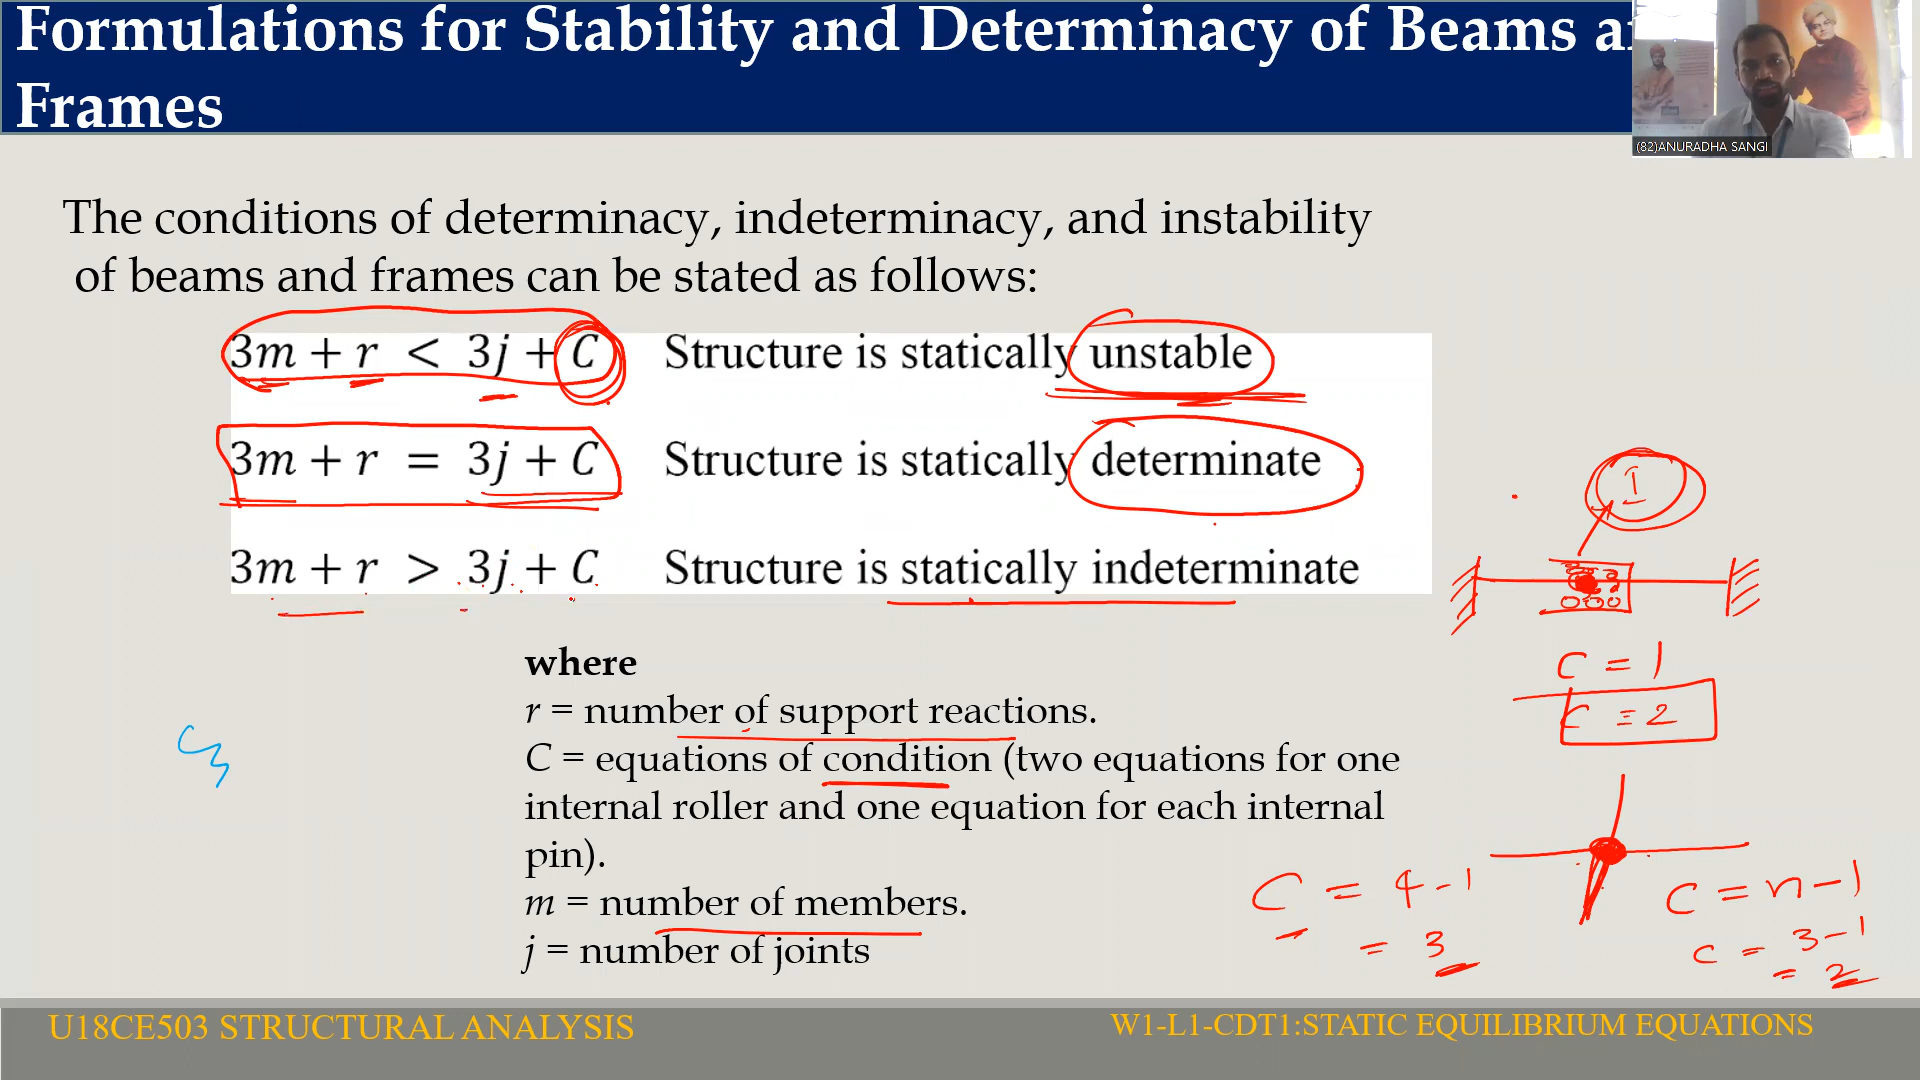 Formulations for Stability and Determinacy of Beams a
Frames
(82)ANURADHA SANGI
The conditions of determinacy, indeterminacy, and instability
of beams and frames can be stated as follows:
3m + r < 3j + C Structure is statically unstable
3m + r = 3j + C Structure is statically determinate
3m + r > 3j + C Structure is statically indeterminate
I
C = 1
C = 2
where
r = number of support reactions.
C = equations of condition (two equations for one
internal roller and one equation for each internal
pin).
m = number of members.
j = number of joints
C = 4 - 1
= 3
C = n - 1
C = 3 - 1
= 2
U18CE503 STRUCTURAL ANALYSIS
W1-L1-CDT1:STATIC EQUILIBRIUM EQUATIONS